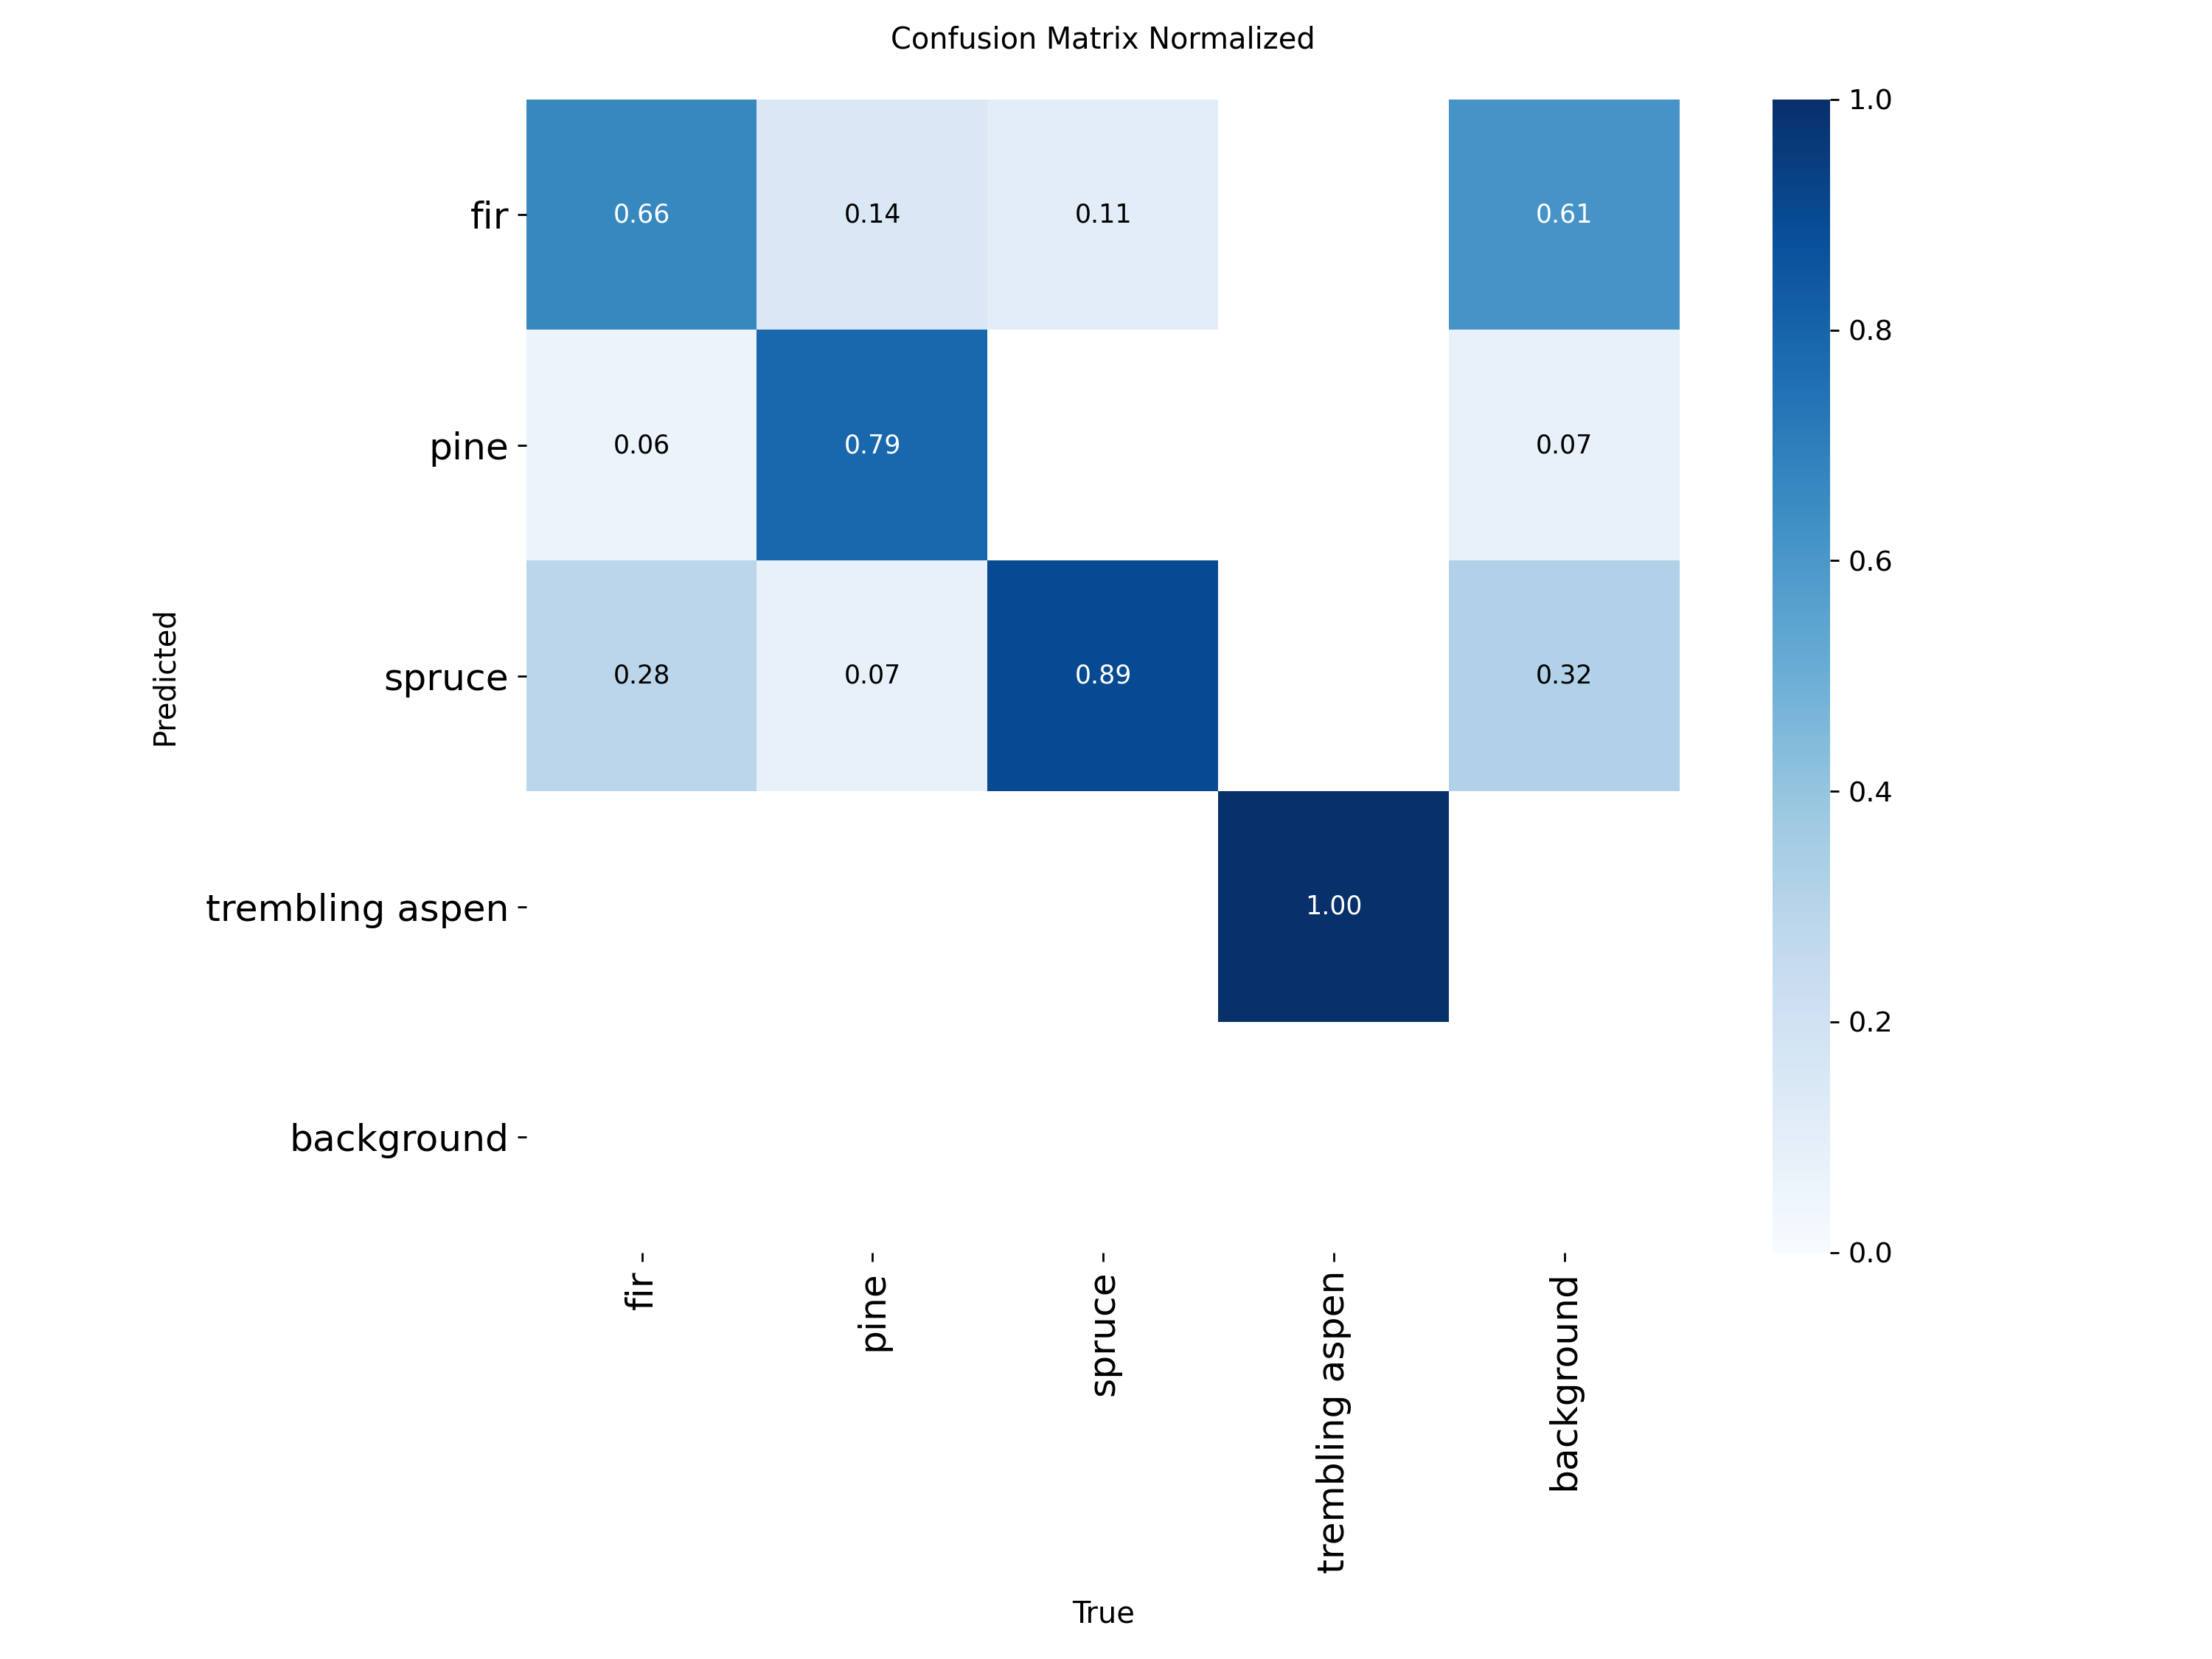 Confusion Matrix Normalized
1.0
fir
0.66 0.14 0.11 0.61
0.8
pine
0.06 0.79 0.07
0.6
Predicted
spruce
0.28 0.07 0.89 0.32
0.4
trembling aspen
1.00
0.2
background
0.0
fir
pine
spruce
trembling aspen
background
True